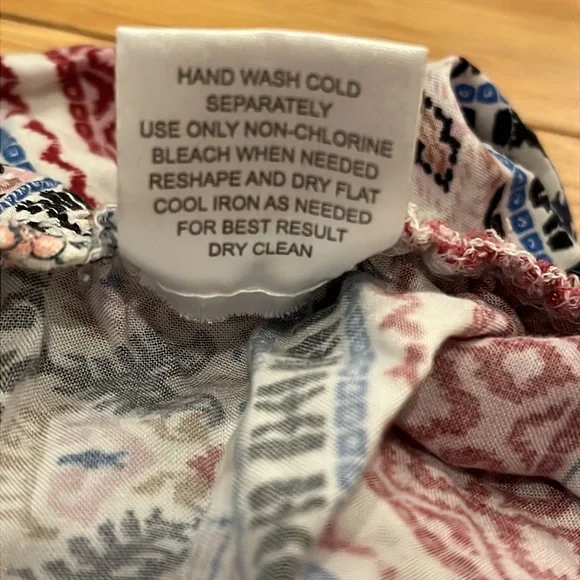 HAND WASH COLD
SEPARATELY
USE ONLY NON-CHLORINE
BLEACH WHEN NEEDED
RESHAPE AND DRY FLAT
COOL IRON AS NEEDED
FOR BEST RESULT
DRY CLEAN